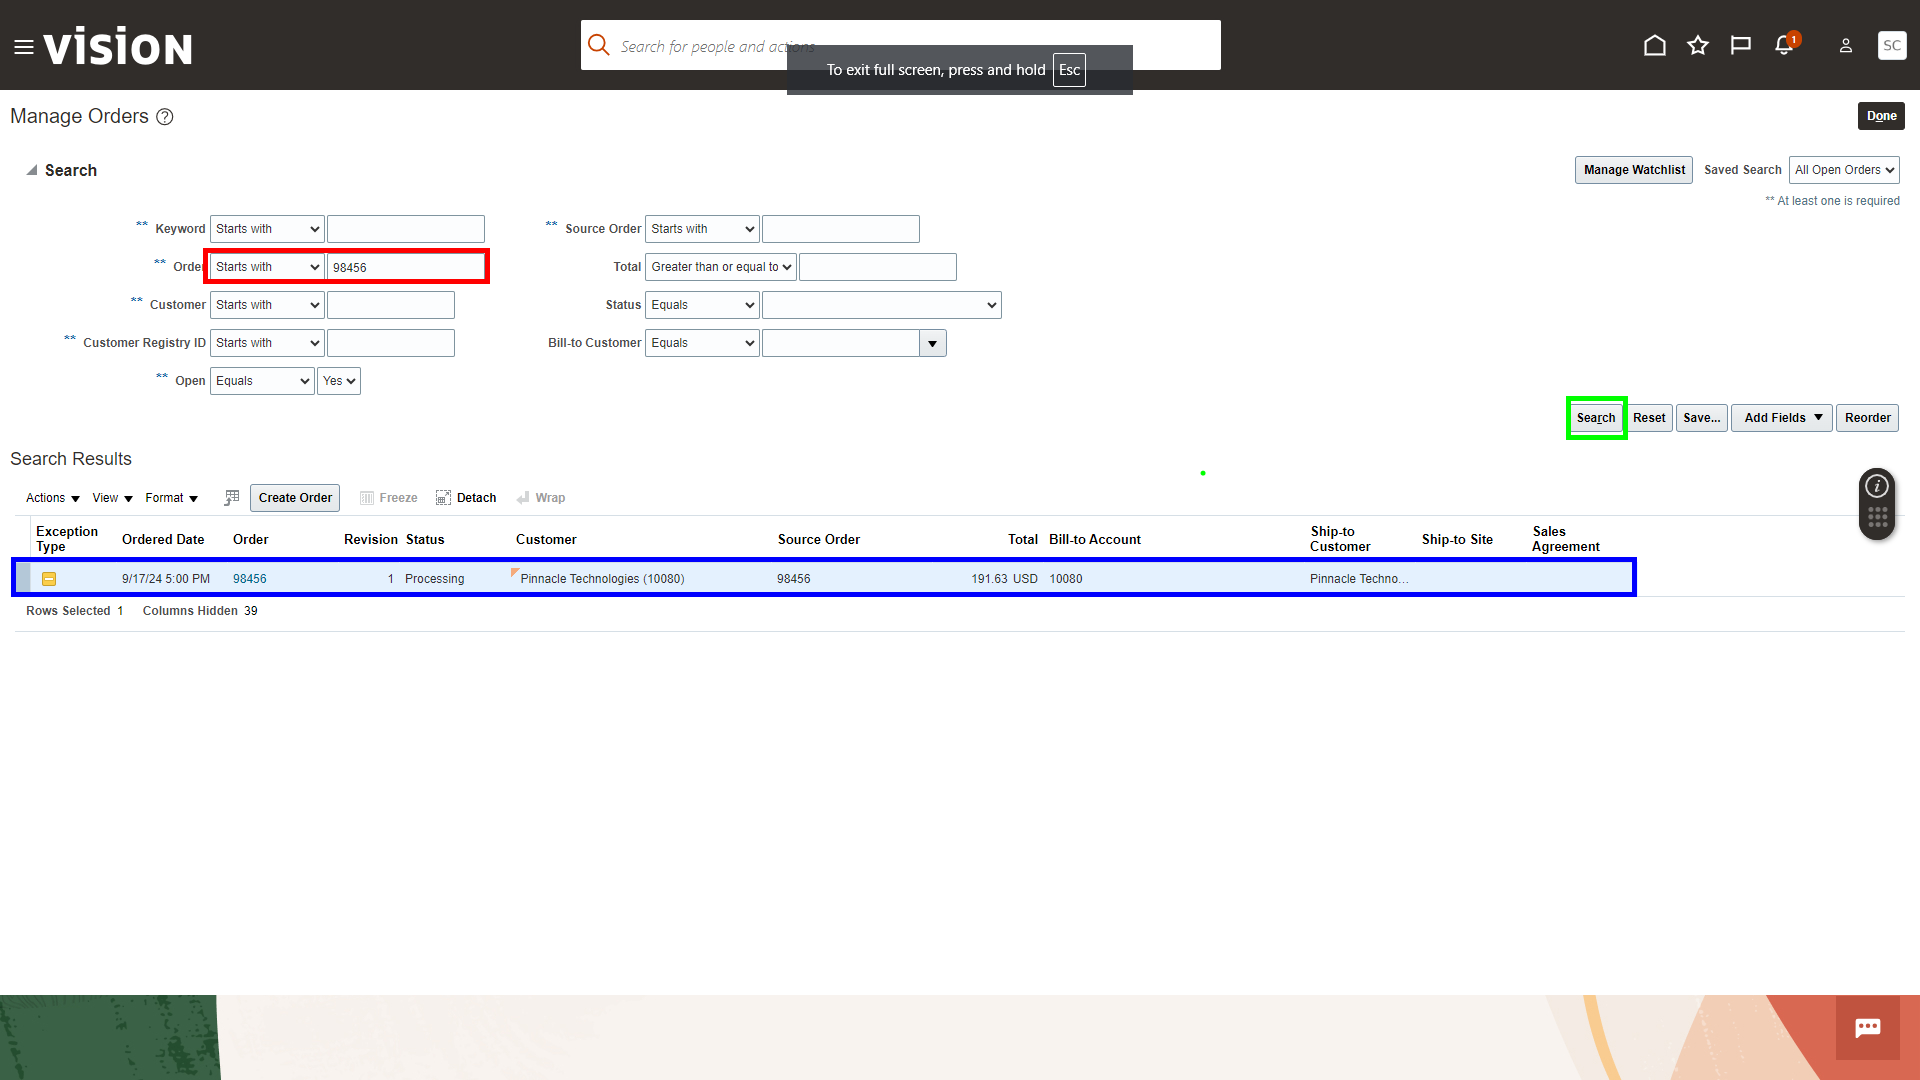 VISION
Search for people and actions
To exit full screen, press and hold Esc
1
SC
Manage Orders ?
Done
Search
Manage Watchlist Saved Search All Open Orders
** At least one is required
** Keyword Starts with
** Source Order Starts with
** Order Starts with 98456
Total Greater than or equal to
** Customer Starts with
Status Equals
** Customer Registry ID Starts with
Bill-to Customer Equals
** Open Equals Yes
Search Reset Save... Add Fields Reorder
Search Results
Actions View Format Create Order Freeze Detach Wrap
Exception Type Ordered Date Order Revision Status Customer Source Order Total Bill-to Account Ship-to Customer Ship-to Site Sales Agreement
9/17/24 5:00 PM 98456 1 Processing Pinnacle Technologies (10080) 98456 191.63 USD 10080 Pinnacle Techno...
Rows Selected 1 Columns Hidden 39